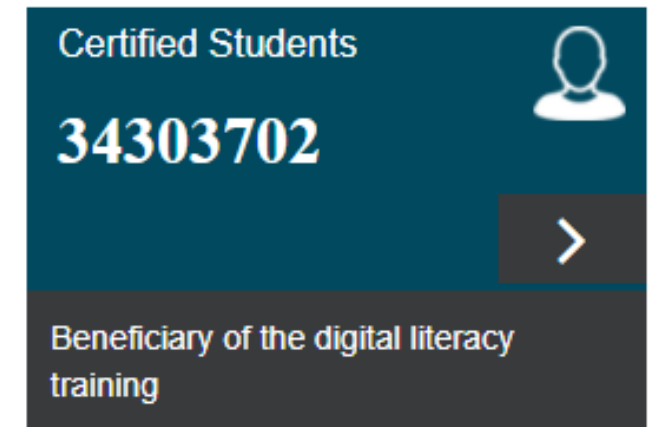 Certified Students
34303702
Beneficiary of the digital literacy
training